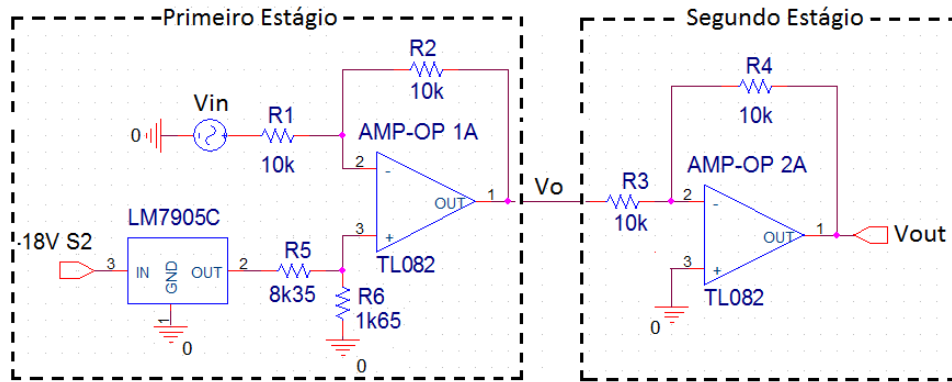 Primeiro Estágio
Segundo Estágio
R2
10k
R4
10k
Vin
0
R1
10k
AMP-OP 1A
2
-
3
+
OUT
1
TL082
Vo
R3
10k
AMP-OP 2A
2
-
3
+
OUT
1
Vout
TL082
0
LM7905C
-18V S2
3
IN
GND
OUT
2
1
0
R5
8k35
R6
1k65
0